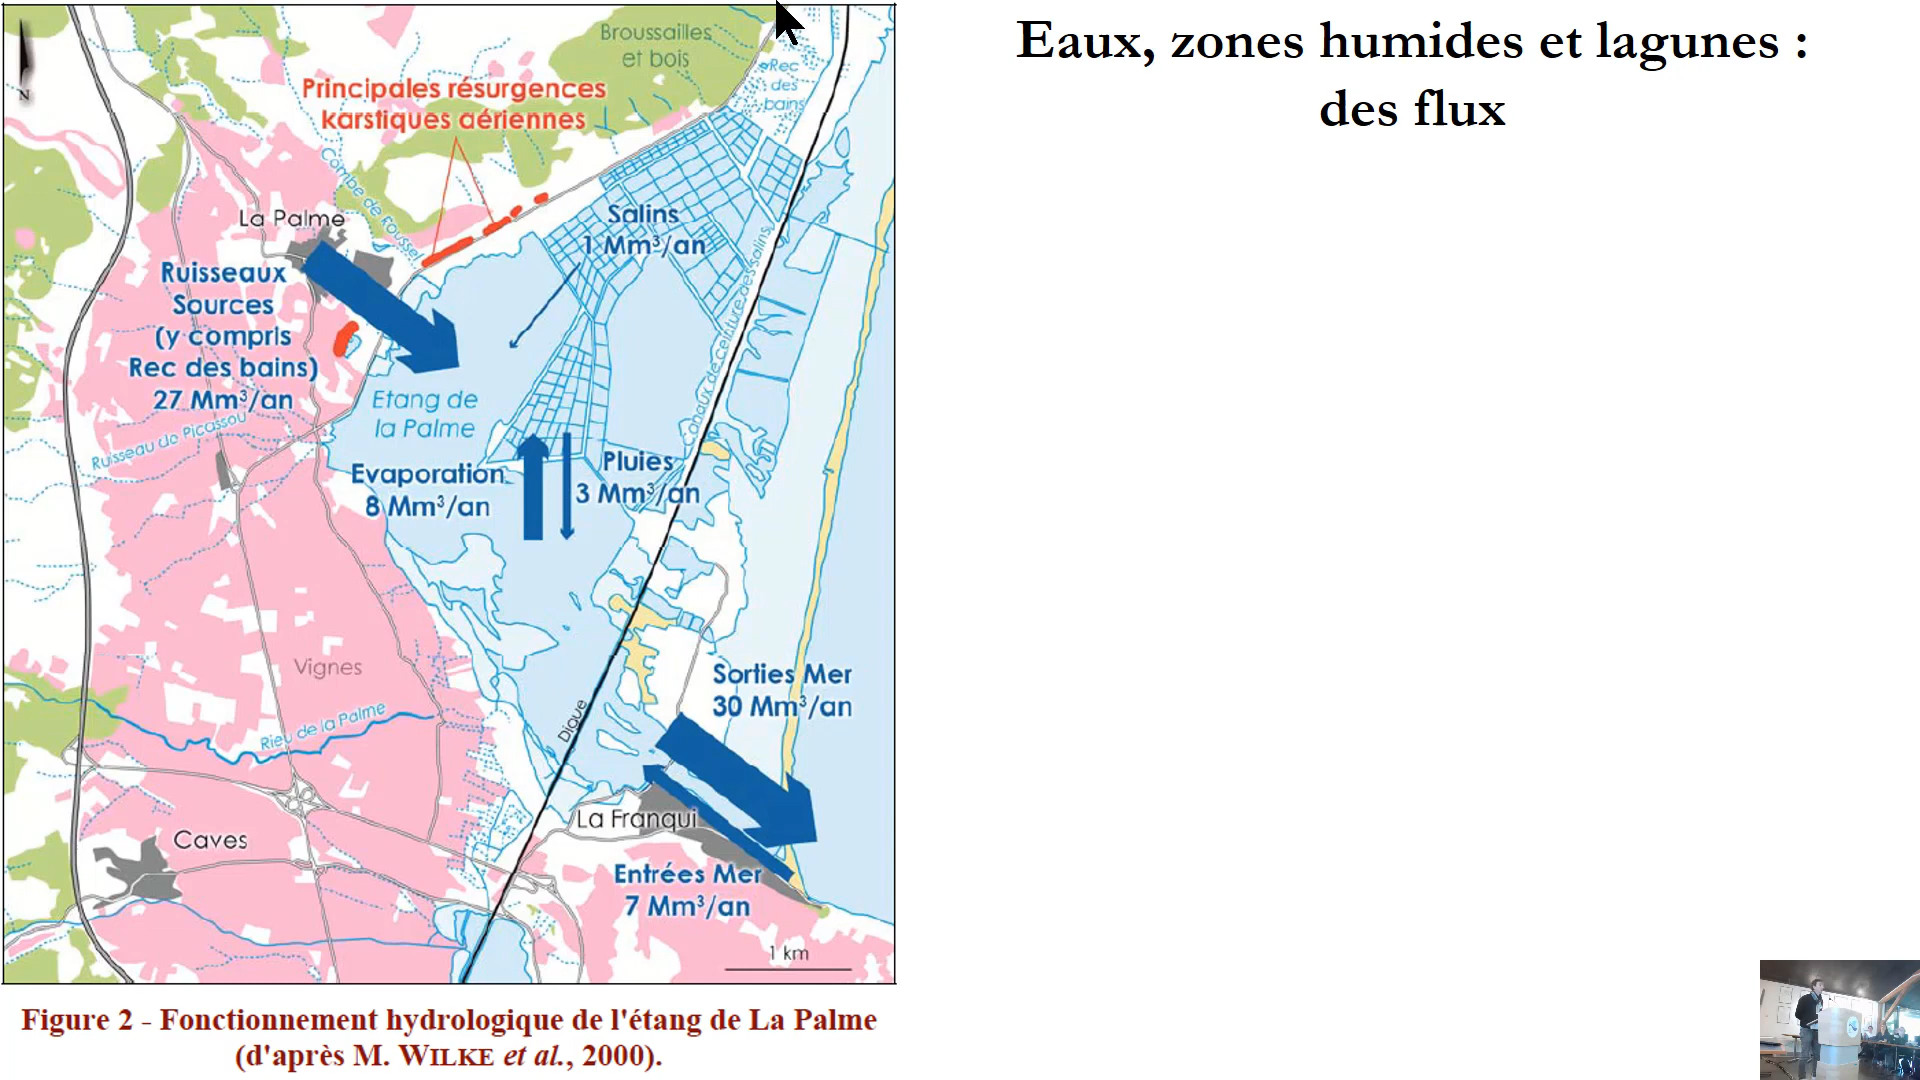 Eaux, zones humides et lagunes :
des flux
Broussailles
et bois
Rec
des
bains
Principales résurgences
karstiques aériennes
Combe de Roussel
La Palme
Salins
1 Mm³/an
Ruisseaux
Sources
(y compris
Rec des bains)
27 Mm³/an
Canaux de ceinture des salins
Etang de
la Palme
Ruisseau de Picassou
Evaporation
8 Mm³/an
Pluies
3 Mm³/an
Vignes
Sorties Mer
30 Mm³/an
Rieu de la Palme
Digue
La Franqui
Caves
Entrées Mer
7 Mm³/an
1 km
N
Figure 2 - Fonctionnement hydrologique de l'étang de La Palme
(d'après M. WILKE et al., 2000).